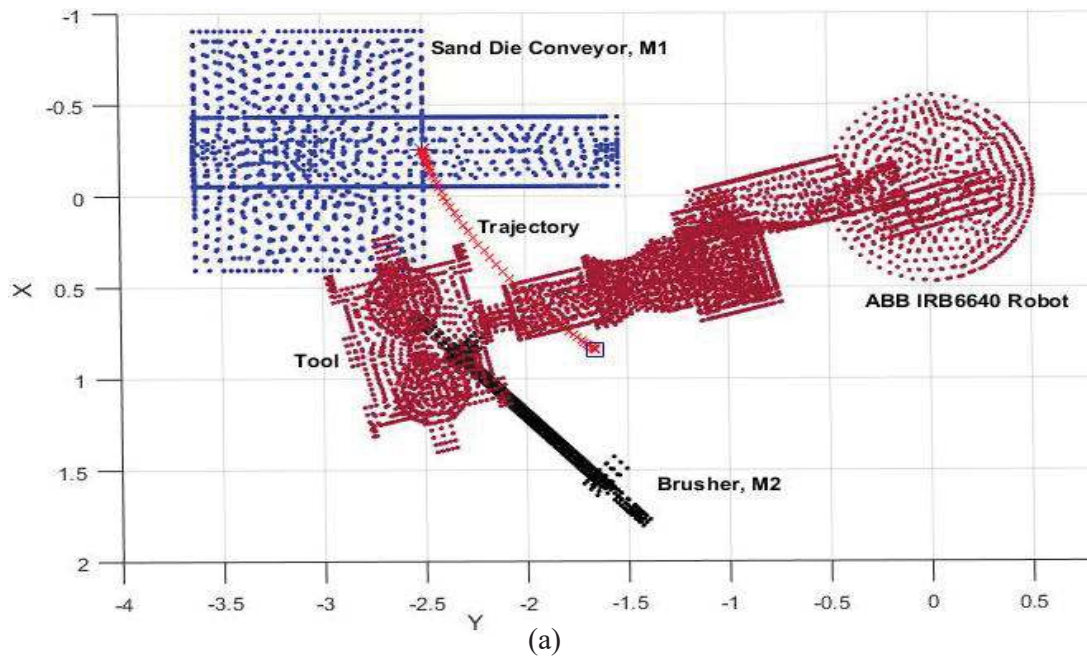 -1
Sand Die Conveyor, M1
-0.5
0
Trajectory
X
0.5
ABB IRB6640 Robot
Tool
1
1.5
Brusher, M2
2
-4
-3.5
-3
-2.5
-2
-1.5
-1
-0.5
0
0.5
Y
(a)